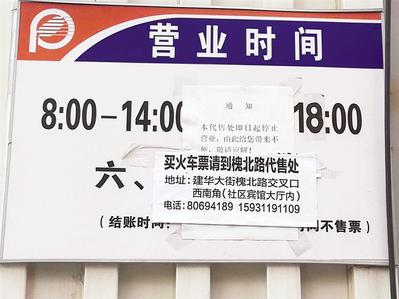 营业时间
8:00-14:00 18:00
通知
本代售处即日起停止
营业，由此给您带来不
便，敬请谅解！
买火车票请到槐北路代售处
地址：建华大街槐北路交叉口
西南角（社区宾馆大厅内）
电话：80694189 15931191109
六、
（结账时间： 时间不售票）